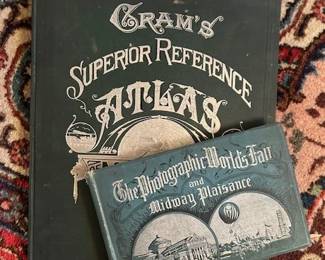 CRAM'S
SUPERIOR REFERENCE
ATLAS
The Photographic World's Fair
and
Midway Plaisance